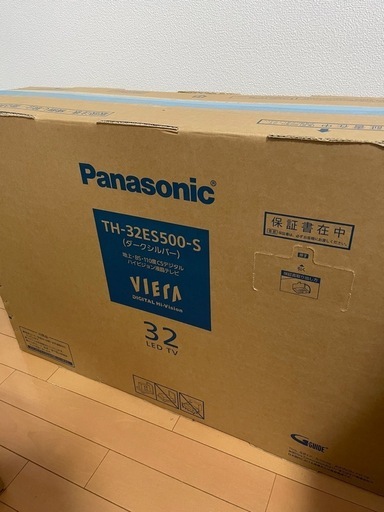 Panasonic
TH-32ES500-S
(ダークシルバー)
地上・BS・110度CSデジタル
ハイビジョン液晶テレビ
VIErA
DIGITAL Hi-Vision
32
LED TV
保証書在中
G GUIDE